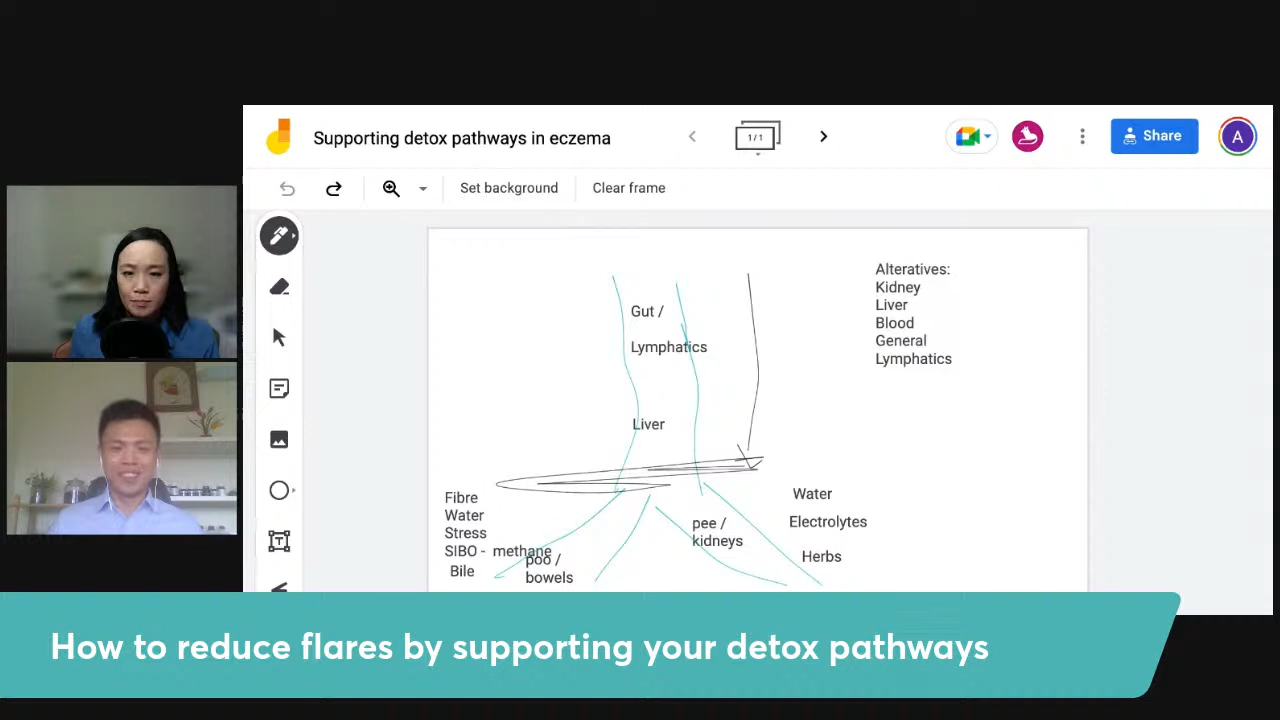 Supporting detox pathways in eczema
1/1
Share
A
Set background
Clear frame
Gut /
Lymphatics
Liver
Alteratives:
Kidney
Liver
Blood
General
Lymphatics
Fibre
Water
Stress
SIBO - methane
Bile
poo /
bowels
pee /
kidneys
Water
Electrolytes
Herbs
How to reduce flares by supporting your detox pathways